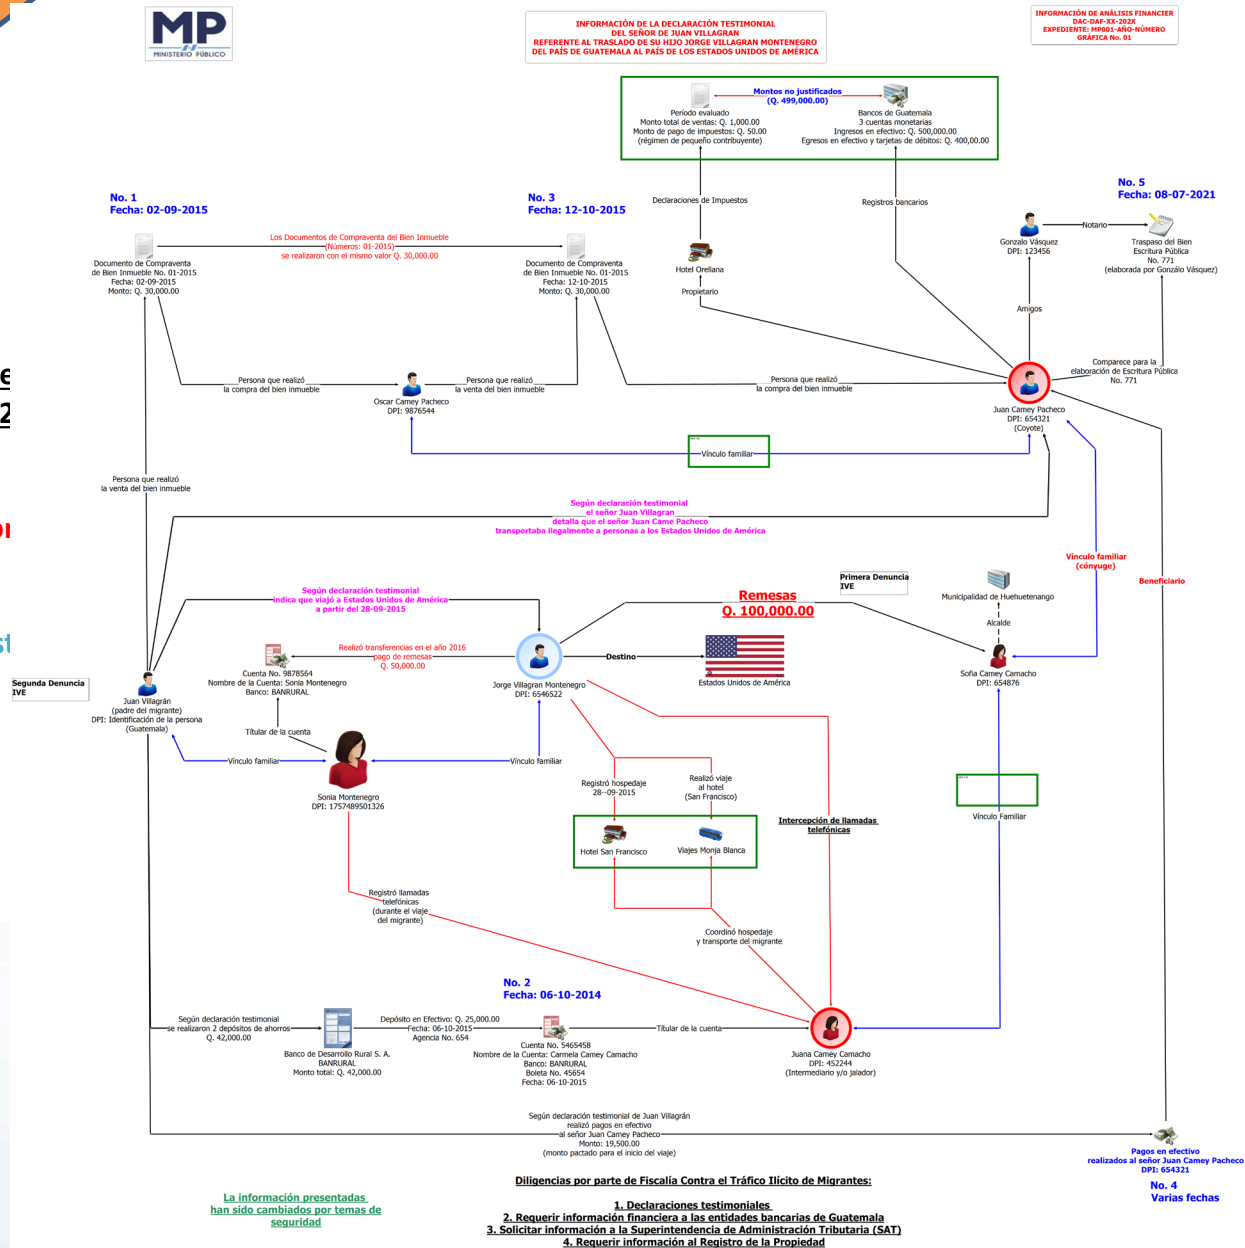 MP
MINISTERIO PÚBLICO
INFORMACIÓN DE LA DECLARACIÓN TESTIMONIAL
DEL SEÑOR DE JUAN VILLAGRAN
REFERENTE AL TRASLADO DE SU HIJO JORGE VILLAGRAN MONTENEGRO
DEL PAÍS DE GUATEMALA AL PAÍS DE LOS ESTADOS UNIDOS DE AMÉRICA
INFORMACIÓN DE ANÁLISIS FINANCIER
DAC-DAF-XX-202X
EXPEDIENTE: MP001-AÑO-NÚMERO
GRÁFICA No. 01
Montos no justificados
(Q. 499,000.00)
Período evaluado
Monto total de ventas: Q. 1,000.00
Monto de pago de impuestos: Q. 50.00
(régimen de pequeño contribuyente)
Bancos de Guatemala
3 cuentas monetarias
Ingresos en efectivo: Q. 500,000.00
Egresos en efectivo y tarjetas de débitos: Q. 400,00.00
No. 1
Fecha: 02-09-2015
No. 3
Fecha: 12-10-2015
No. 5
Fecha: 08-07-2021
Declaraciones de Impuestos
Registros bancarios
Los Documentos de Compraventa del Bien Inmueble
(Números: 01-2015)
se realizaron con el mismo valor Q. 30,000.00
Documento de Compraventa
de Bien Inmueble No. 01-2015
Fecha: 02-09-2015
Monto: Q. 30,000.00
Documento de Compraventa
de Bien Inmueble No. 01-2015
Fecha: 12-10-2015
Monto: Q. 30,000.00
Hotel Orellana
Propietario
Gonzalo Vásquez
DPI: 123456
Notario
Traspaso del Bien
Escritura Pública
No. 771
(elaborada por Gonzálo Vásquez)
Amigos
Persona que realizó
la compra del bien inmueble
Oscar Camey Pacheco
DPI: 9876544
Persona que realizó
la venta del bien inmueble
Persona que realizó
la compra del bien inmueble
Comparece para la
elaboración de Escritura Pública
No. 771
Juan Camey Pacheco
DPI: 654321
(Coyote)
Vínculo familiar
Persona que realizó
la venta del bien inmueble
Según declaración testimonial
el señor Juan Villagran
detalla que el señor Juan Came Pacheco
transportaba ilegalmente a personas a los Estados Unidos de América
Vinculo familiar
(cónyuge)
Beneficiario
Según declaración testimonial
indica que viajó a Estados Unidos de América
a partir del 28-09-2015
Primera Denuncia
IVE
Remesas
Q. 100,000.00
Municipalidad de Huehuetenango
Alcalde
Realizó transferencias en el año 2016
pago de remesas
Q. 50,000.00
Destino
Estados Unidos de América
Cuenta No. 9878564
Nombre de la Cuenta: Sonia Montenegro
Banco: BANRURAL
Jorge Villagran Montenegro
DPI: 6546522
Sofia Camey Camacho
DPI: 654876
Segunda Denuncia
IVE
Juan Villagrán
(padre del migrante)
DPI: Identificación de la persona
(Guatemala)
Títular de la cuenta
Vínculo familiar
Vínculo familiar
Sonia Montenegro
DPI: 1757489501326
Registró hospedaje
28--09-2015
Realizó viaje
al hotel
(San Francisco)
Hotel San Francisco
Viajes Monja Blanca
Intercepción de llamadas
telefónicas
Vínculo Familiar
Registró llamadas
telefónicas
(durante el viaje
del migrante)
Coordinó hospedaje
y transporte del migrante
No. 2
Fecha: 06-10-2014
Según declaración testimonial
se realizaron 2 depósitos de ahorros
Q. 42,000.00
Banco de Desarrollo Rural S. A.
BANRURAL
Monto total: Q. 42,000.00
Depósito en Efectivo: Q. 25,000.00
Fecha: 06-10-2015
Agencia No. 654
Cuenta No. 5465458
Nombre de la Cuenta: Carmela Camey Camacho
Banco: BANRURAL
Boleta No. 45654
Fecha: 06-10-2015
Titular de la cuenta
Juana Camey Camacho
DPI: 452244
(Intermediario y/o jalador)
Según declaración testimonial de Juan Villagrán
realizó pagos en efectivo
al señor Juan Camey Pacheco
Monto: 19,500.00
(monto pactado para el inicio del viaje)
Pagos en efectivo
realizados al señor Juan Camey Pacheco
DPI: 654321
No. 4
Varias fechas
La información presentadas
han sido cambiados por temas de
seguridad
Diligencias por parte de Fiscalía Contra el Tráfico Ilícito de Migrantes:
1. Declaraciones testimoniales
2. Requerir información financiera a las entidades bancarias de Guatemala
3. Solicitar información a la Superintendencia de Administración Tributaria (SAT)
4. Requerir información al Registro de la Propiedad